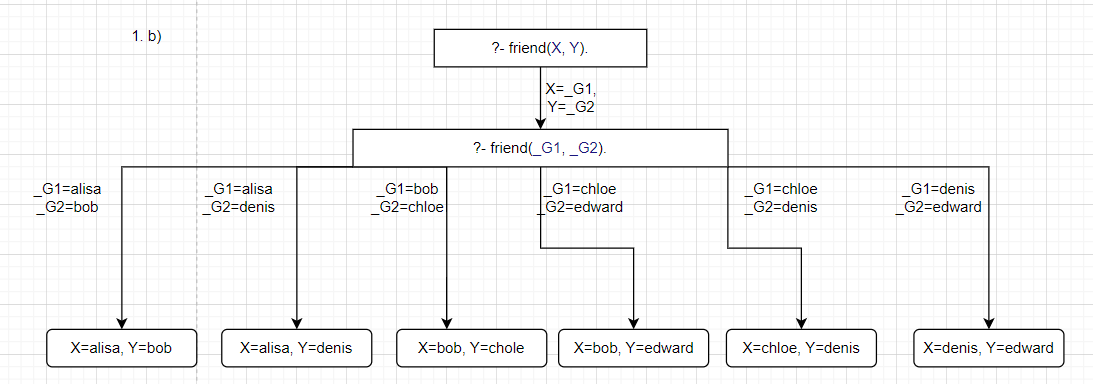 1. b)
?- friend(X, Y).
X=_G1,
Y=_G2
?- friend(_G1, _G2).
_G1=alisa
_G2=bob
_G1=alisa
_G2=denis
_G1=bob
_G2=chloe
_G1=chloe
_G2=edward
_G1=chloe
_G2=denis
_G1=denis
_G2=edward
X=alisa, Y=bob
X=alisa, Y=denis
X=bob, Y=chole
X=bob, Y=edward
X=chloe, Y=denis
X=denis, Y=edward